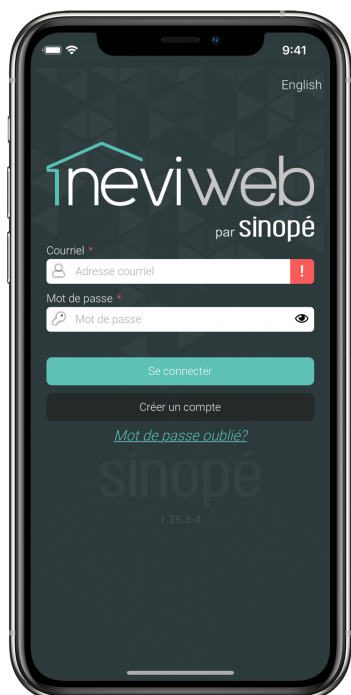 9:41
English
neviweb
par sinopé
Courriel *
Adresse courriel
!
Mot de passe *
Mot de passe
Se connecter
Créer un compte
Mot de passe oublié?
sinopé
1.25.3-4